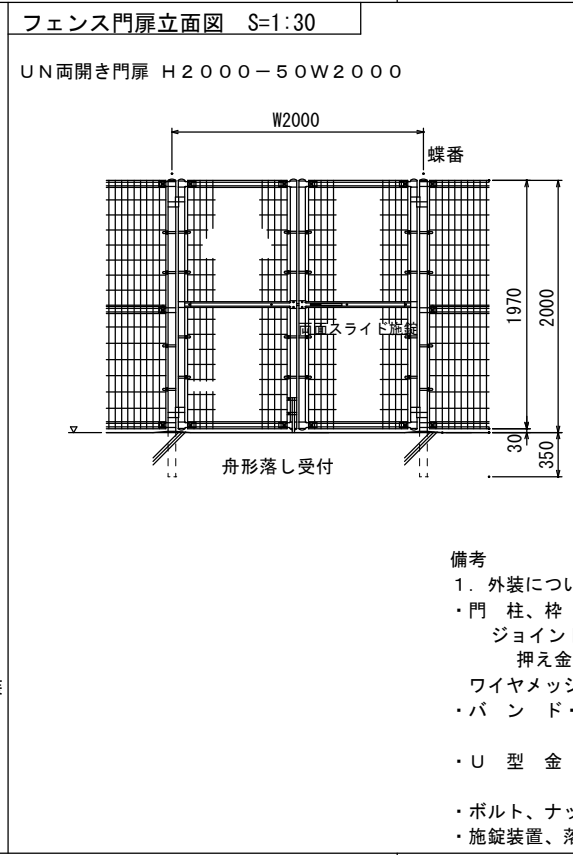 フェンス門扉立面図 S=1:30
UN両開き門扉 H2000-50W2000
W2000
蝶番
1970
2000
両面スライド施錠
30
350
舟形落し受付
備考
1. 外装につい
・門 柱、枠
ジョイン
押え金
ワイヤメッシ
・バ ン ド・
・U 型 金
・ボルト、ナッ
・施錠装置、落